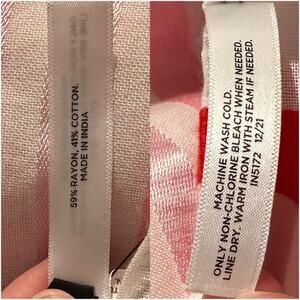 59% RAYON, 41% COTTON.
MADE IN INDIA
MACHINE WASH COLD.
ONLY NON-CHLORINE BLEACH WHEN NEEDED.
LINE DRY. WARM IRON WITH STEAM IF NEEDED.
IN5172 12/21